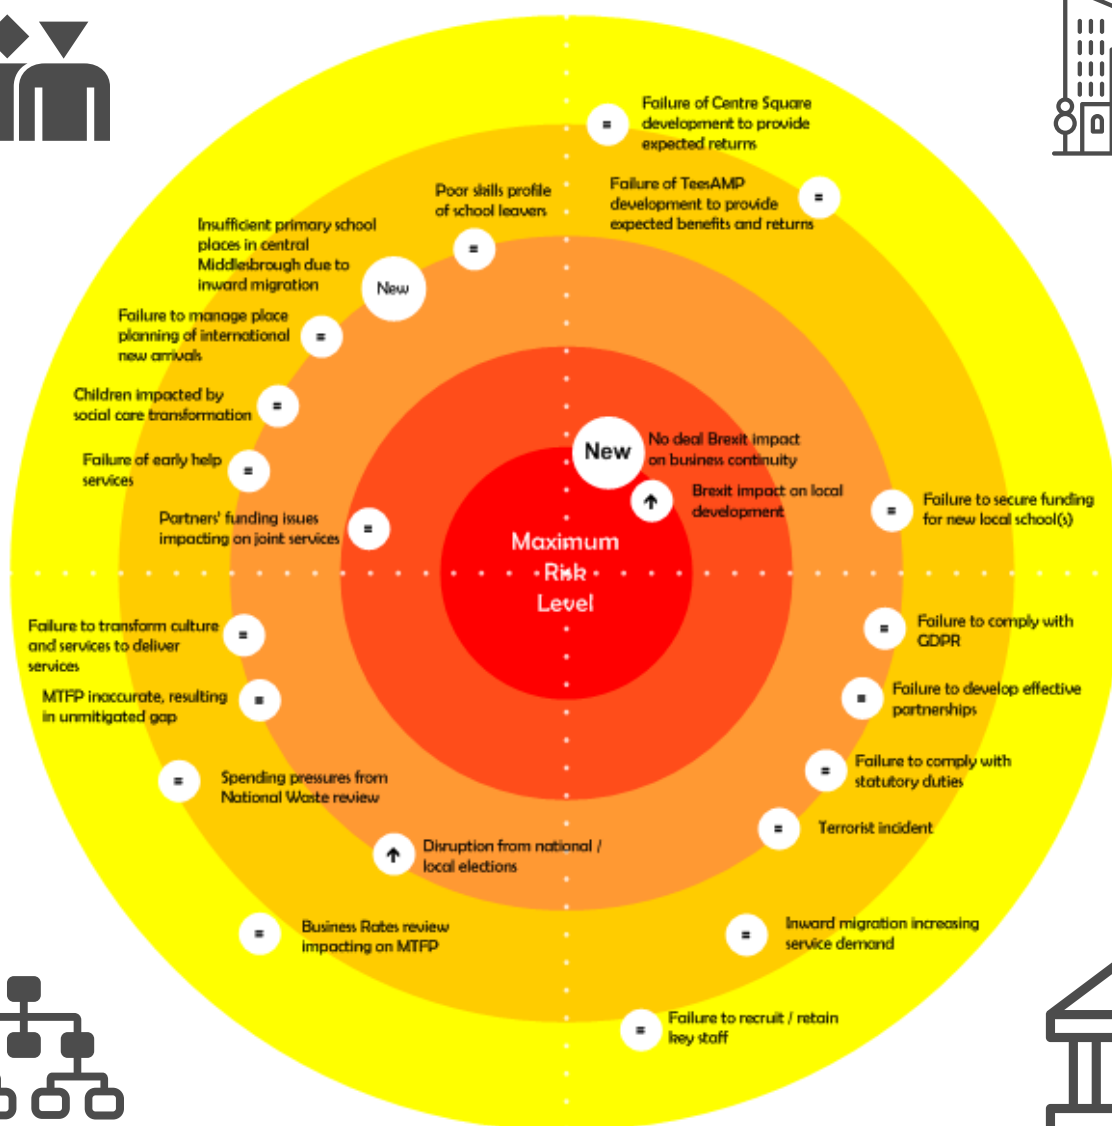 Failure of Centre Square
development to provide
expected returns
=
Failure of TeesAMP
development to provide
expected benefits and returns
=
Poor skills profile
of school leavers
=
Insufficient primary school
places in central
Middlesbrough due to
inward migration
New
Failure to manage place
planning of international
new arrivals
=
Children impacted by
social care transformation
=
Failure of early help
services
=
Partners' funding issues
impacting on joint services
=
New
No deal Brexit impact
on business continuity
↑
Brexit impact on local
development
=
Failure to secure funding
for new local school(s)
Maximum
Risk
Level
Failure to transform culture
and services to deliver
services
=
MTFP inaccurate, resulting
in unmitigated gap
=
=
Spending pressures from
National Waste review
↑
Disruption from national /
local elections
=
Business Rates review
impacting on MTFP
=
Failure to comply with
GDPR
=
Failure to develop effective
partnerships
=
Failure to comply with
statutory duties
=
Terrorist incident
=
Inward migration increasing
service demand
=
Failure to recruit / retain
key staff